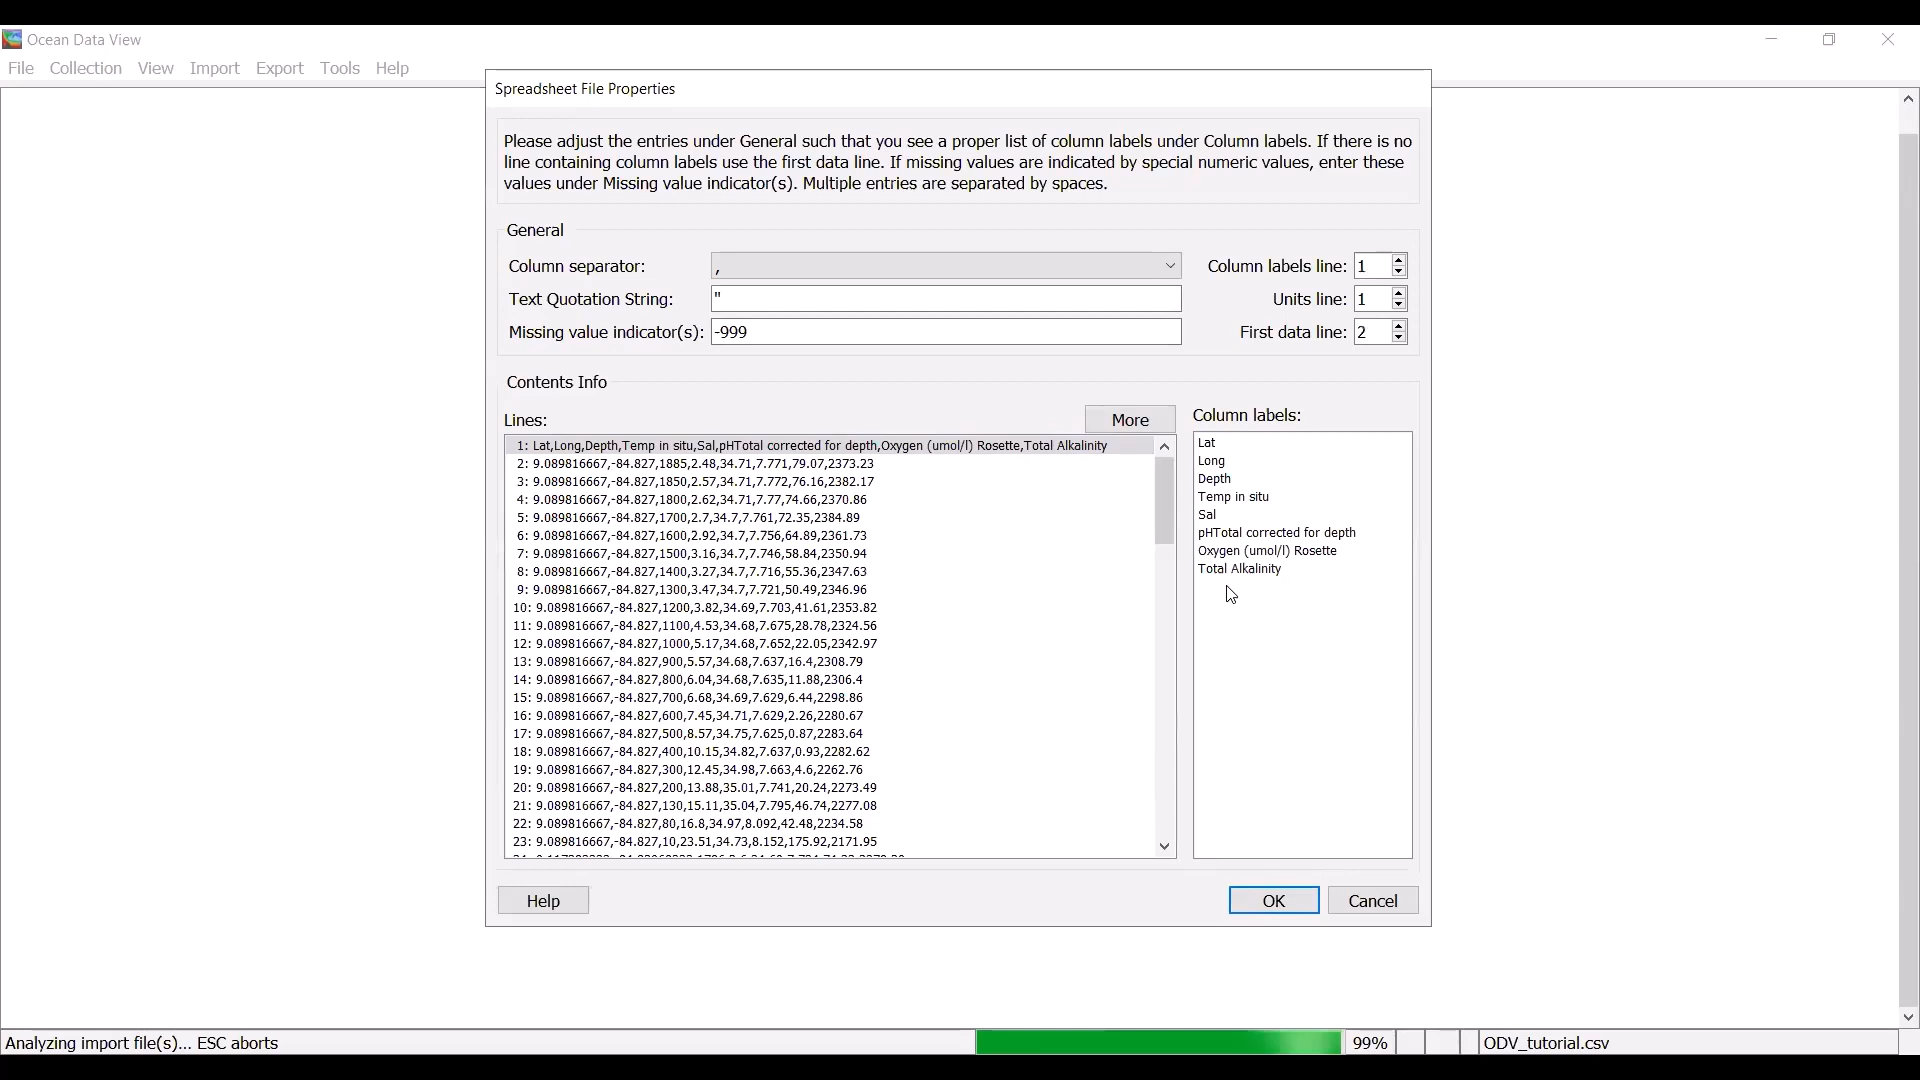 Ocean Data View
File Collection View Import Export Tools Help
Spreadsheet File Properties
Please adjust the entries under General such that you see a proper list of column labels under Column labels. If there is no
line containing column labels use the first data line. If missing values are indicated by special numeric values, enter these
values under Missing value indicator(s). Multiple entries are separated by spaces.
General
Column separator: , Column labels line: 1
Text Quotation String: " Units line: 1
Missing value indicator(s): -999 First data line: 2
Contents Info
Lines: More
1: Lat,Long,Depth,Temp in situ,Sal,pHTotal corrected for depth,Oxygen (umol/l) Rosette,Total Alkalinity
2: 9.089816667,-84.827,1885,2.48,34.71,7.771,79.07,2373.23
3: 9.089816667,-84.827,1850,2.57,34.71,7.772,76.16,2382.17
4: 9.089816667,-84.827,1800,2.62,34.71,7.77,74.66,2370.86
5: 9.089816667,-84.827,1700,2.7,34.7,7.761,72.35,2384.89
6: 9.089816667,-84.827,1600,2.92,34.7,7.756,64.89,2361.73
7: 9.089816667,-84.827,1500,3.16,34.7,7.746,58.84,2350.94
8: 9.089816667,-84.827,1400,3.27,34.7,7.716,55.36,2347.63
9: 9.089816667,-84.827,1300,3.47,34.7,7.721,50.49,2346.96
10: 9.089816667,-84.827,1200,3.82,34.69,7.703,41.61,2353.82
11: 9.089816667,-84.827,1100,4.53,34.68,7.675,28.78,2324.56
12: 9.089816667,-84.827,1000,5.17,34.68,7.652,22.05,2342.97
13: 9.089816667,-84.827,900,5.57,34.68,7.637,16.4,2308.79
14: 9.089816667,-84.827,800,6.04,34.68,7.635,11.88,2306.4
15: 9.089816667,-84.827,700,6.68,34.69,7.629,6.44,2298.86
16: 9.089816667,-84.827,600,7.45,34.71,7.629,2.26,2280.67
17: 9.089816667,-84.827,500,8.57,34.75,7.625,0.87,2283.64
18: 9.089816667,-84.827,400,10.15,34.82,7.637,0.93,2282.62
19: 9.089816667,-84.827,300,12.45,34.98,7.663,4.6,2262.76
20: 9.089816667,-84.827,200,13.88,35.01,7.741,20.24,2273.49
21: 9.089816667,-84.827,130,15.11,35.04,7.795,46.74,2277.08
22: 9.089816667,-84.827,80,16.8,34.97,8.092,42.48,2234.58
23: 9.089816667,-84.827,10,23.51,34.73,8.152,175.92,2171.95
Column labels:
Lat
Long
Depth
Temp in situ
Sal
pHTotal corrected for depth
Oxygen (umol/l) Rosette
Total Alkalinity
Help OK Cancel
Analyzing import file(s)... ESC aborts 99% ODV_tutorial.csv